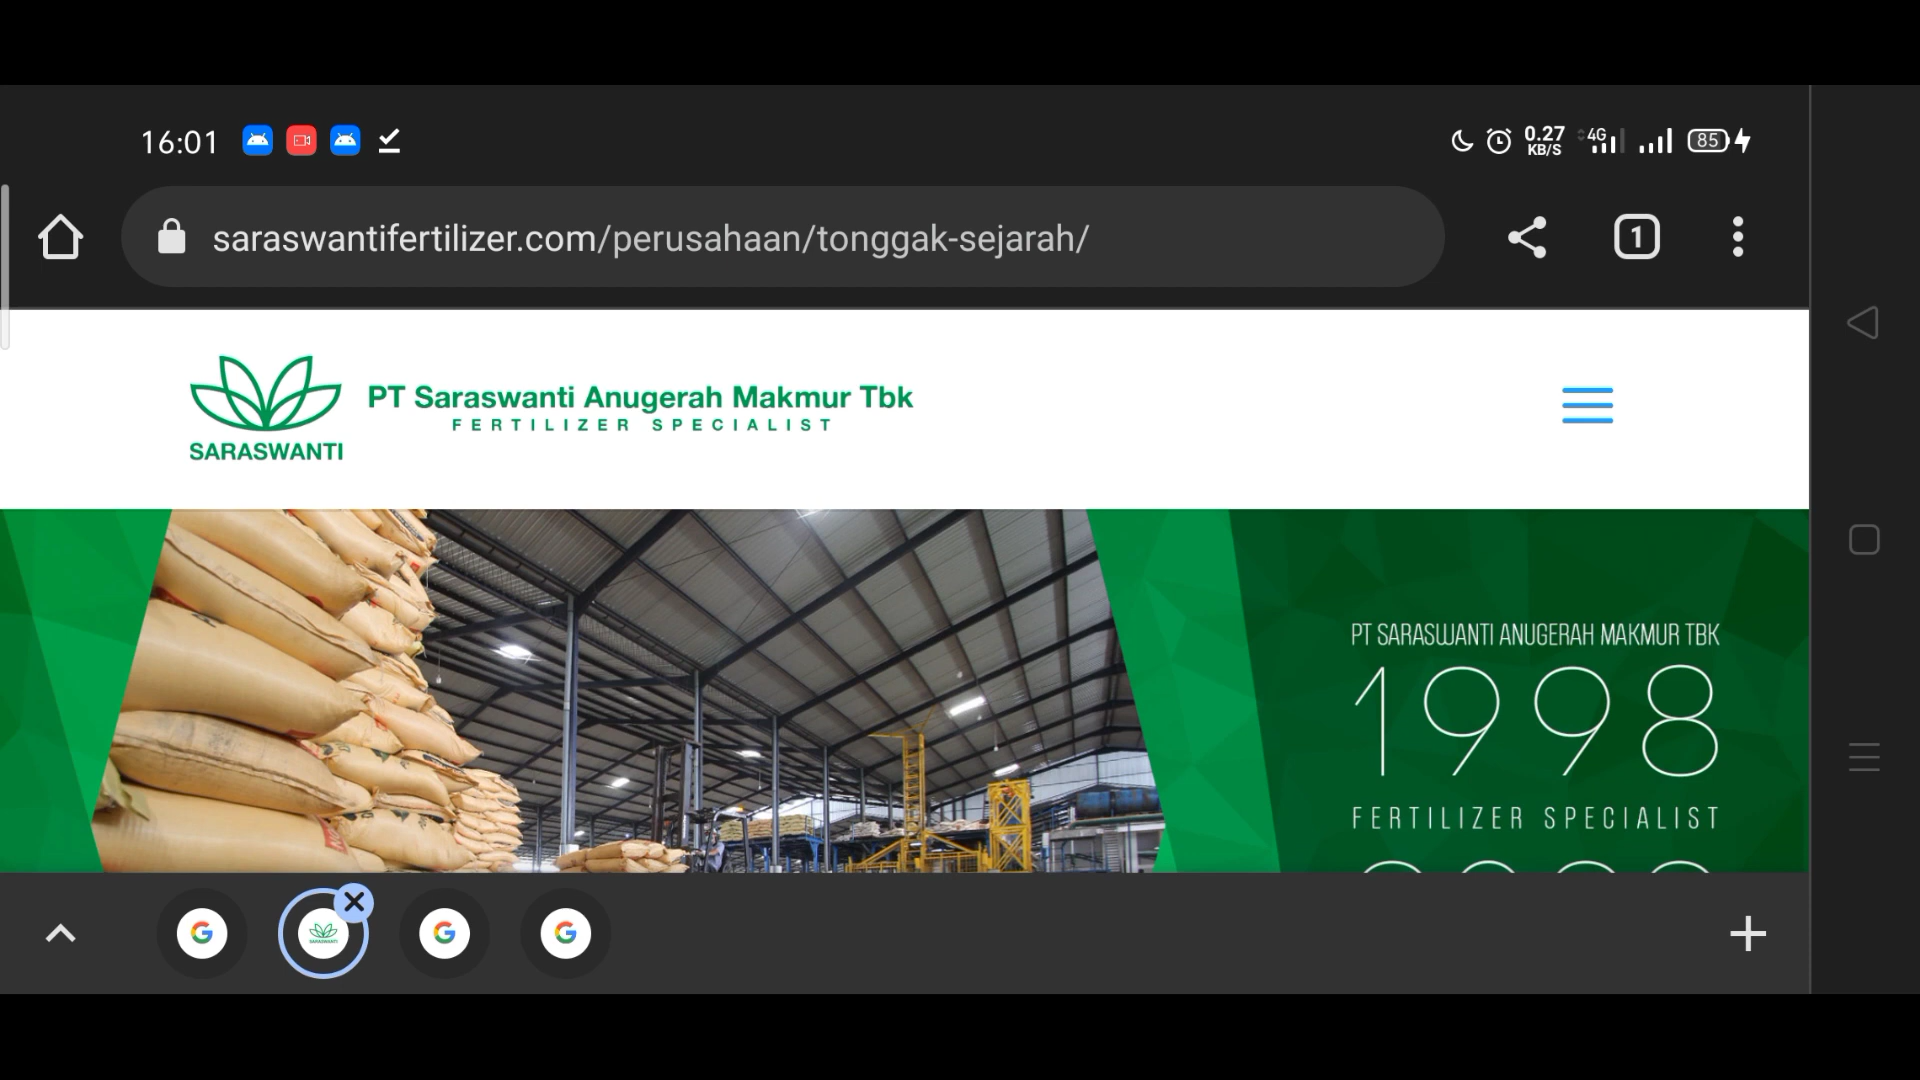 16:01
0.27
KB/S
4G
85
saraswantifertilizer.com/perusahaan/tonggak-sejarah/
1
PT Saraswanti Anugerah Makmur Tbk
FERTILIZER SPECIALIST
SARASWANTI
PT SARASWANTI ANUGERAH MAKMUR TBK
1998
FERTILIZER SPECIALIST